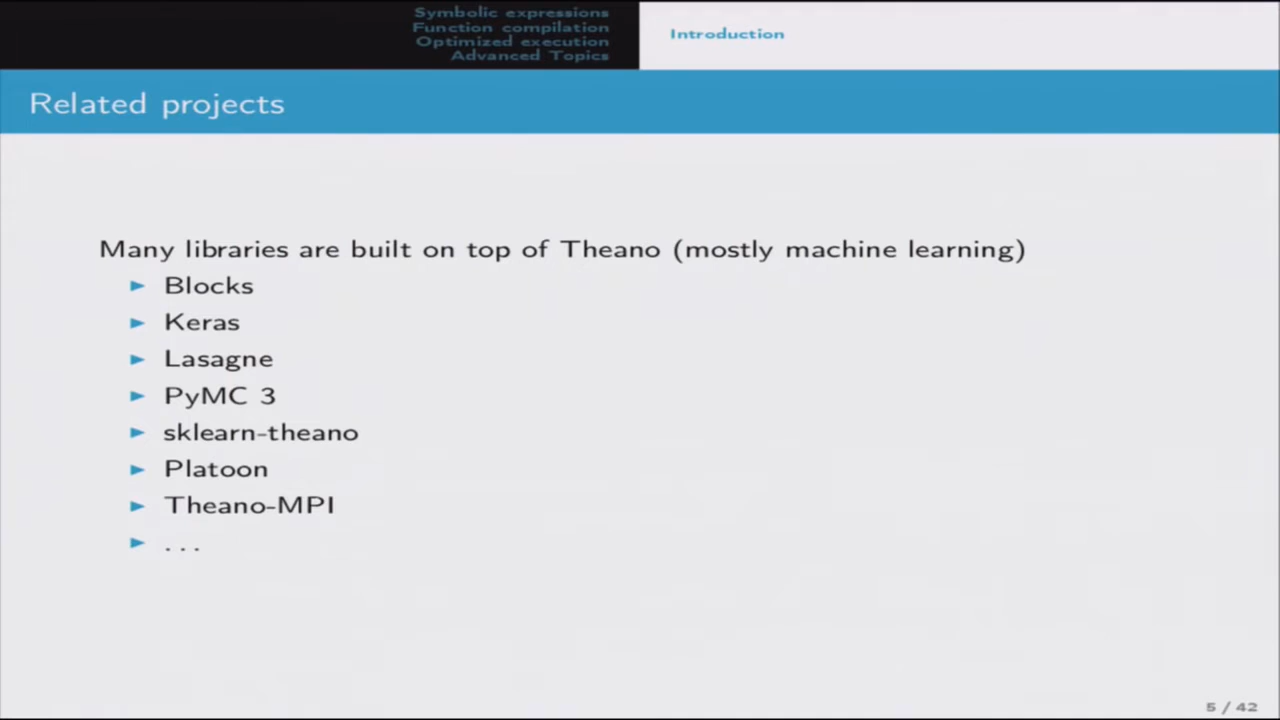 Symbolic expressions
Function compilation
Optimized execution
Advanced Topics
Introduction
Related projects
Many libraries are built on top of Theano (mostly machine learning)
Blocks
Keras
Lasagne
PyMC 3
sklearn-theano
Platoon
Theano-MPI
...
5 / 42